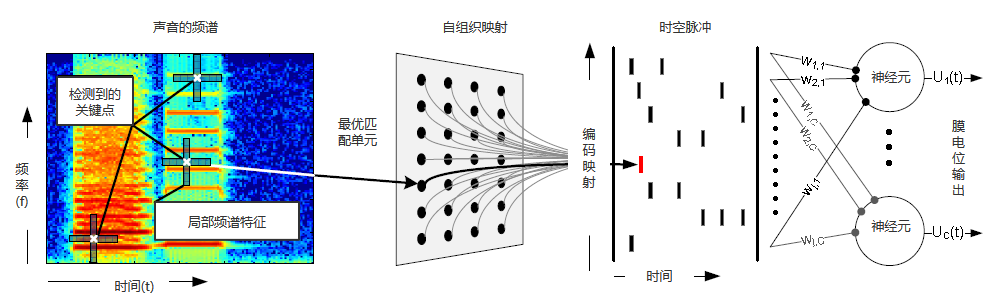 声音的频谱
自组织映射
时空脉冲
检测到的
关键点
局部频谱特征
频率(f)
时间(t)
最优匹
配单元
编码映射
时间
W1,1
W2,1
W1,C
W2,C
Wj,1
Wj,C
神经元
U1(t)
神经元
UC(t)
膜电位输出